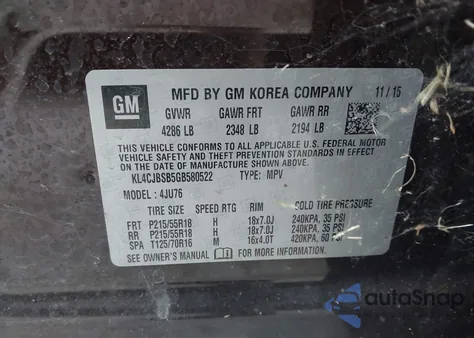 GM
MFD BY GM KOREA COMPANY 11/15
GVWR GAWR FRT GAWR RR
4286 LB 2348 LB 2194 LB
THIS VEHICLE CONFORMS TO ALL APPLICABLE U.S. FEDERAL MOTOR
VEHICLE SAFETY, BUMPER, AND THEFT PREVENTION STANDARDS IN
EFFECT ON THE DATE OF MANUFACTURE SHOWN ABOVE.
KL4CJBSB5GB580522 TYPE: MPV
MODEL: 4JU76
TIRE SIZE SPEED RTG RIM COLD TIRE PRESSURE
FRT P215/55R18 H 18x7.0J 240KPA, 35 PSI
RR P215/55R18 H 18x7.0J 240KPA, 35 PSI
SPA T125/70R16 M 16x4.0T 420KPA, 60 PSI
SEE OWNER'S MANUAL FOR MORE INFORMATION.
autoSnap